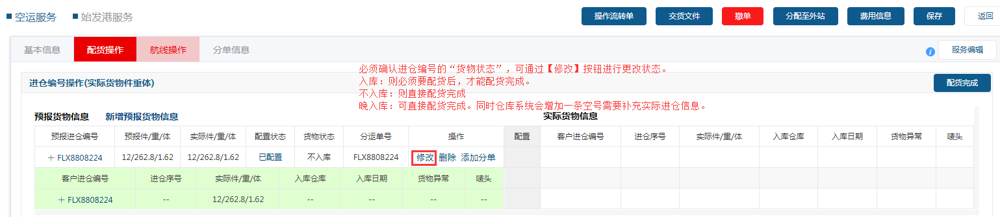 空运服务 始发港服务 操作流转单 交货文件 撤单 分配至外站 费用信息 保存 返回
基本信息 配货操作 航线操作 分单信息 服务编辑
必须确认进仓编号的“货物状态”，可通过【修改】按钮进行更改状态。
入库：则必须要配货后，才能配货完成。
进仓编号操作(实际货物件重体) 配货完成
不入库：则直接配货完成
晚入库：可直接配货完成。同时仓库系统会增加一条空号需要补充实际进仓信息。
预报货物信息 新增预报货物信息 实际货物信息
预报进仓编号 预报件/重/体 实际件/重/体 配置状态 货物状态 分运单号 操作 配置 客户进仓编号 进仓序号 实际件/重/体 入库仓库 入库日期 货物异常 唛头
+ FLX8808224 12/262.8/1.62 12/262.8/1.62 已配置 不入库 FLX8808224 修改 删除 添加分单
客户进仓编号 进仓序号 实际件/重/体 入库仓库 入库日期 货物异常 唛头
+ FLX8808224 -- 12/262.8/1.62 -- -- -- --